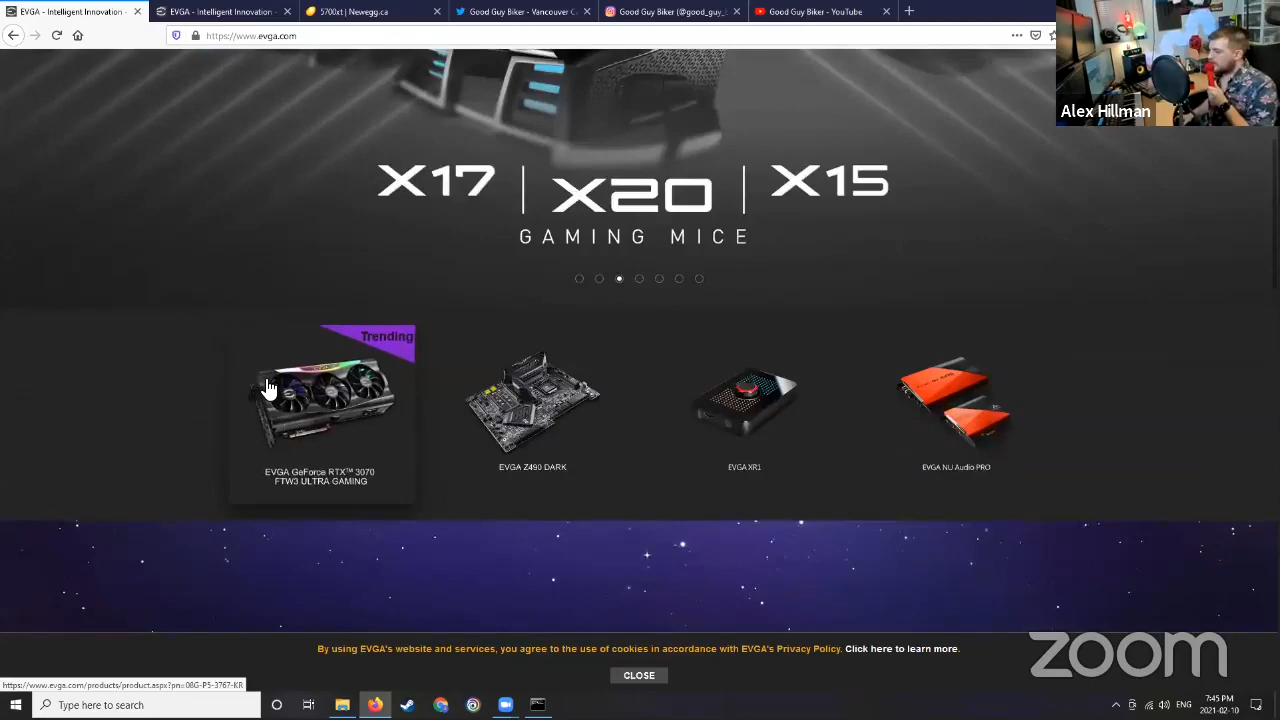 EVGA - Intelligent Innovation -
EVGA - Intelligent Innovation -
5700xt | Newegg.ca
Good Guy Biker - Vancouver C
Good Guy Biker (@good_guy_b
Good Guy Biker - YouTube
https://www.evga.com
Alex Hillman
X17 | X20 | X15
GAMING MICE
Trending
EVGA GeForce RTX™ 3070
FTW3 ULTRA GAMING
EVGA Z490 DARK
EVGA XR1
EVGA NU Audio PRO
By using EVGA's website and services, you agree to the use of cookies in accordance with EVGA's Privacy Policy. Click here to learn more.
CLOSE
zoom
https://www.evga.com/products/product.aspx?pn=08G-P5-3767-KR
Type here to search
ENG
7:45 PM
2021-02-10